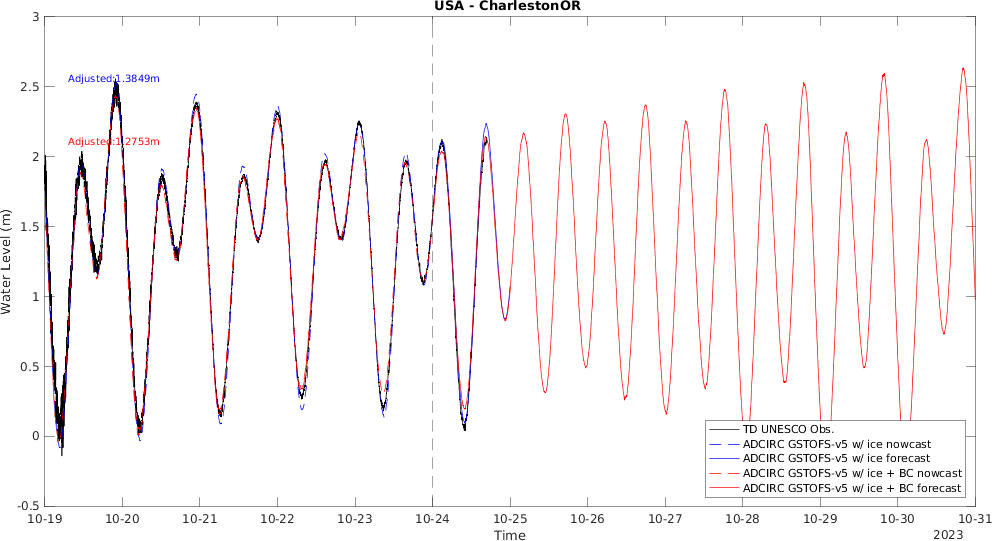 USA - CharlestonOR
3
2.5
2
1.5
1
0.5
0
-0.5
Water Level (m)
Adjusted:1.3849m
Adjusted:1.2753m
TD UNESCO Obs.
ADCIRC GSTOFS-v5 w/ ice nowcast
ADCIRC GSTOFS-v5 w/ ice forecast
ADCIRC GSTOFS-v5 w/ ice + BC nowcast
ADCIRC GSTOFS-v5 w/ ice + BC forecast
10-19 10-20 10-21 10-22 10-23 10-24 10-25 10-26 10-27 10-28 10-29 10-30 10-31
Time
2023